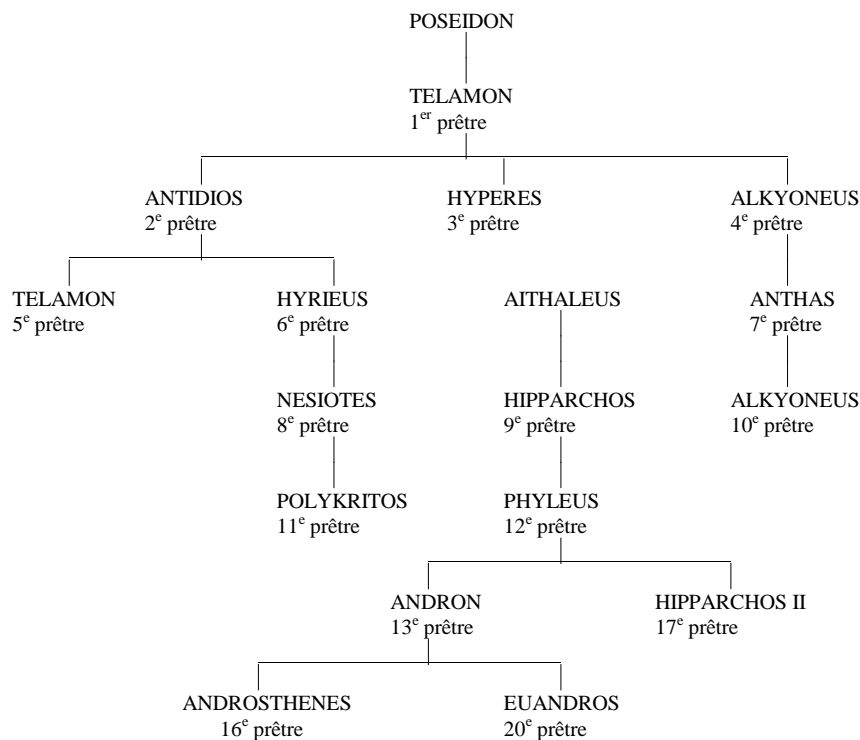 POSEIDON
TELAMON
1er prêtre
ANTIDIOS
2e prêtre
HYPERES
3e prêtre
ALKYONEUS
4e prêtre
TELAMON
5e prêtre
HYRIEUS
6e prêtre
AITHALEUS
ANTHAS
7e prêtre
NESIOTES
8e prêtre
HIPPARCHOS
9e prêtre
ALKYONEUS
10e prêtre
POLYKRITOS
11e prêtre
PHYLEUS
12e prêtre
ANDRON
13e prêtre
HIPPARCHOS II
17e prêtre
ANDROSTHENES
16e prêtre
EUANDROS
20e prêtre